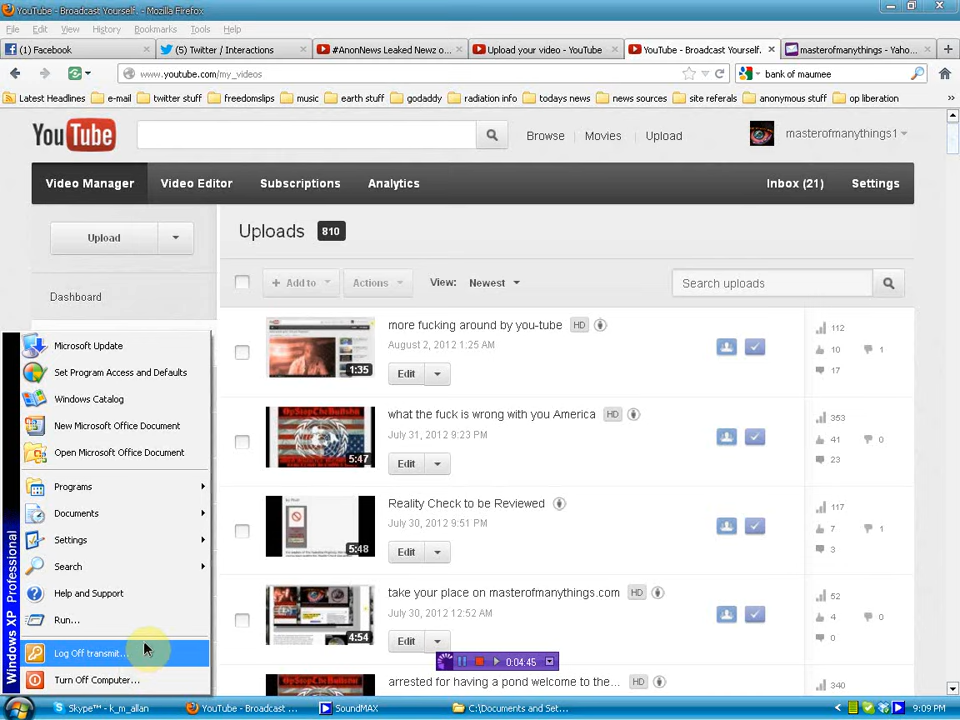 YouTube - Broadcast Yourself. - Mozilla Firefox
File Edit View History Bookmarks Tools Help
(1) Facebook
(5) Twitter / Interactions
#AnonNews Leaked Newz o...
Upload your video - YouTube
YouTube - Broadcast Yourself.
masterofmanythings - Yaho...
www.youtube.com/my_videos
bank of maumee
Latest Headlines e-mail twitter stuff freedomslips music earth stuff godaddy radiation info todays news news sources site referals anonymous stuff op liberation
YouTube
Browse Movies Upload
masterofmanythings1
Video Manager Video Editor Subscriptions Analytics Inbox (21) Settings
Upload
Uploads 810
+ Add to Actions View: Newest Search uploads
Dashboard
more fucking around by you-tube HD
August 2, 2012 1:25 AM
Edit
1:35
112
10 1
17
what the fuck is wrong with you America HD
July 31, 2012 9:23 PM
Edit
5:47
353
41 0
23
Reality Check to be Reviewed
July 30, 2012 9:51 PM
Edit
5:48
117
7 1
3
take your place on masterofmanythings.com HD
July 30, 2012 12:52 AM
Edit
4:54
52
4 0
0
arrested for having a pond welcome to the... HD
340
0:04:45
Microsoft Update
Set Program Access and Defaults
Windows Catalog
New Microsoft Office Document
Open Microsoft Office Document
Programs
Documents
Settings
Search
Help and Support
Run...
Log Off transmit...
Turn Off Computer...
Windows XP Professional
Skype™ - k_m_allan
YouTube - Broadcast ...
SoundMAX
C:\Documents and Set...
9:09 PM